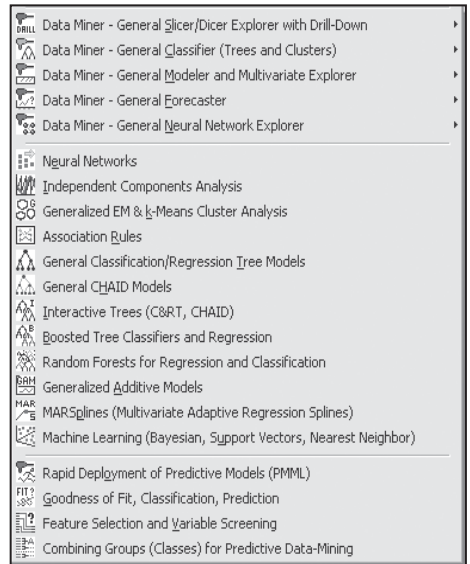 DRILL Data Miner - General Slicer/Dicer Explorer with Drill-Down
Data Miner - General Classifier (Trees and Clusters)
Data Miner - General Modeler and Multivariate Explorer
Data Miner - General Forecaster
Data Miner - General Neural Network Explorer
Neural Networks
Independent Components Analysis
Generalized EM & k-Means Cluster Analysis
Association Rules
General Classification/Regression Tree Models
General CHAID Models
Interactive Trees (C&RT, CHAID)
Boosted Tree Classifiers and Regression
Random Forests for Regression and Classification
GAM Generalized Additive Models
MAR S MARSplines (Multivariate Adaptive Regression Splines)
Machine Learning (Bayesian, Support Vectors, Nearest Neighbor)
Rapid Deployment of Predictive Models (PMML)
FIT? Goodness of Fit, Classification, Prediction
Feature Selection and Variable Screening
Combining Groups (Classes) for Predictive Data-Mining